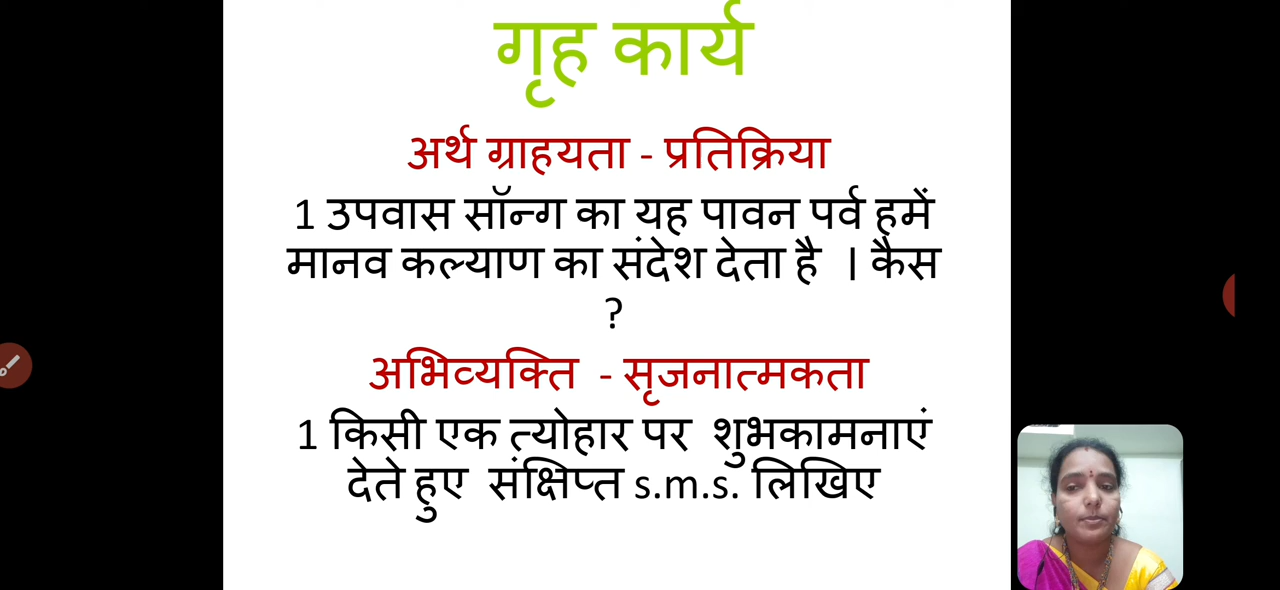 गृह कार्य
अर्थ ग्राहयता - प्रतिक्रिया
1 उपवास सॉन्ग का यह पावन पर्व हमें
मानव कल्याण का संदेश देता है । कैस
?
अभिव्यक्ति - सृजनात्मकता
1 किसी एक त्योहार पर शुभकामनाएं
देते हुए संक्षिप्त s.m.s. लिखिए